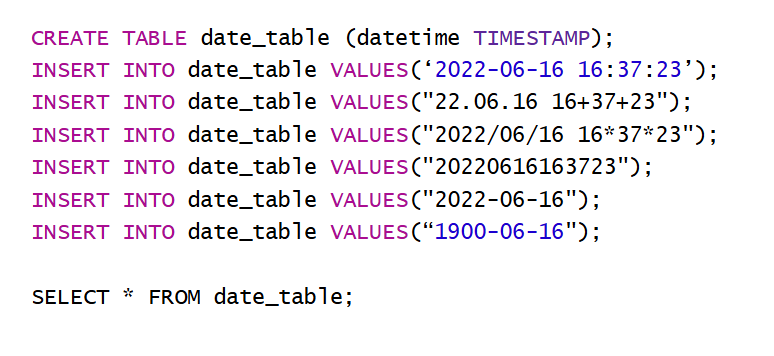 CREATE TABLE date_table (datetime TIMESTAMP);
INSERT INTO date_table VALUES(‘2022-06-16 16:37:23’);
INSERT INTO date_table VALUES("22.06.16 16+37+23");
INSERT INTO date_table VALUES("2022/06/16 16*37*23");
INSERT INTO date_table VALUES("20220616163723");
INSERT INTO date_table VALUES("2022-06-16");
INSERT INTO date_table VALUES(“1900-06-16");
SELECT * FROM date_table;